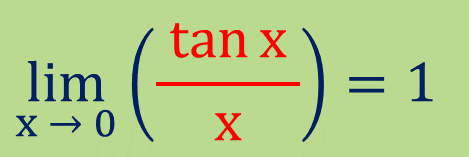 lim x → 0 ( tan x / x ) = 1